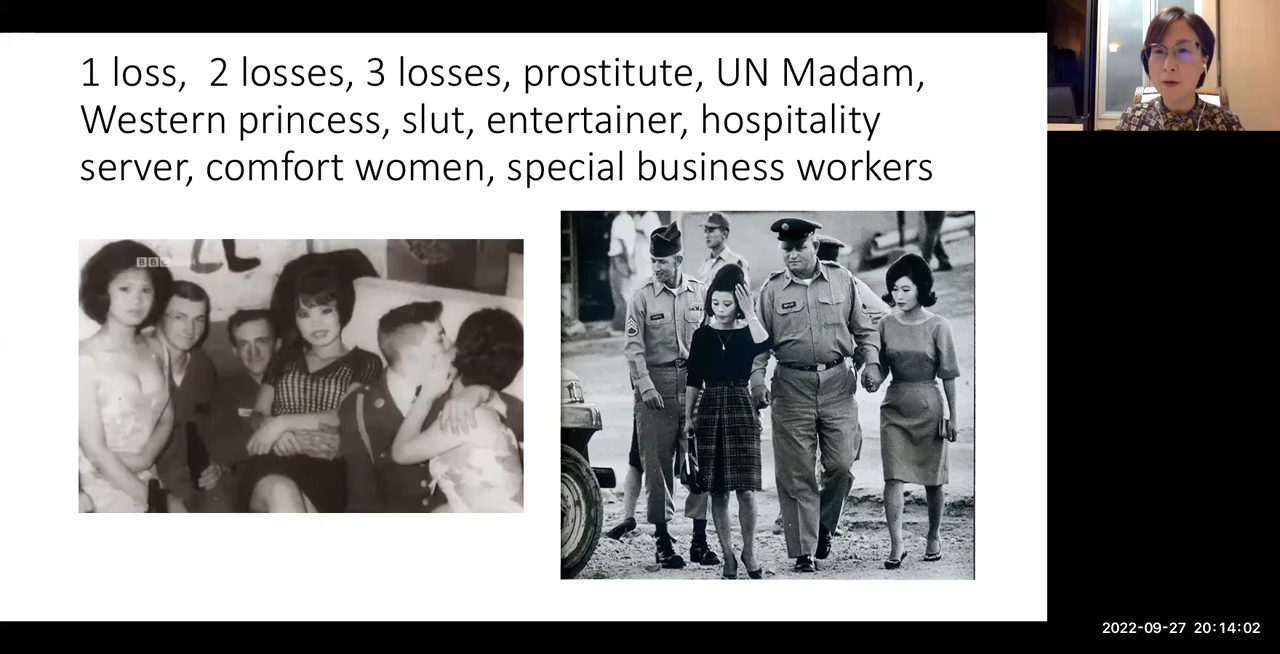 1 loss, 2 losses, 3 losses, prostitute, UN Madam,
Western princess, slut, entertainer, hospitality
server, comfort women, special business workers
BBC
2022-09-27 20:14:02